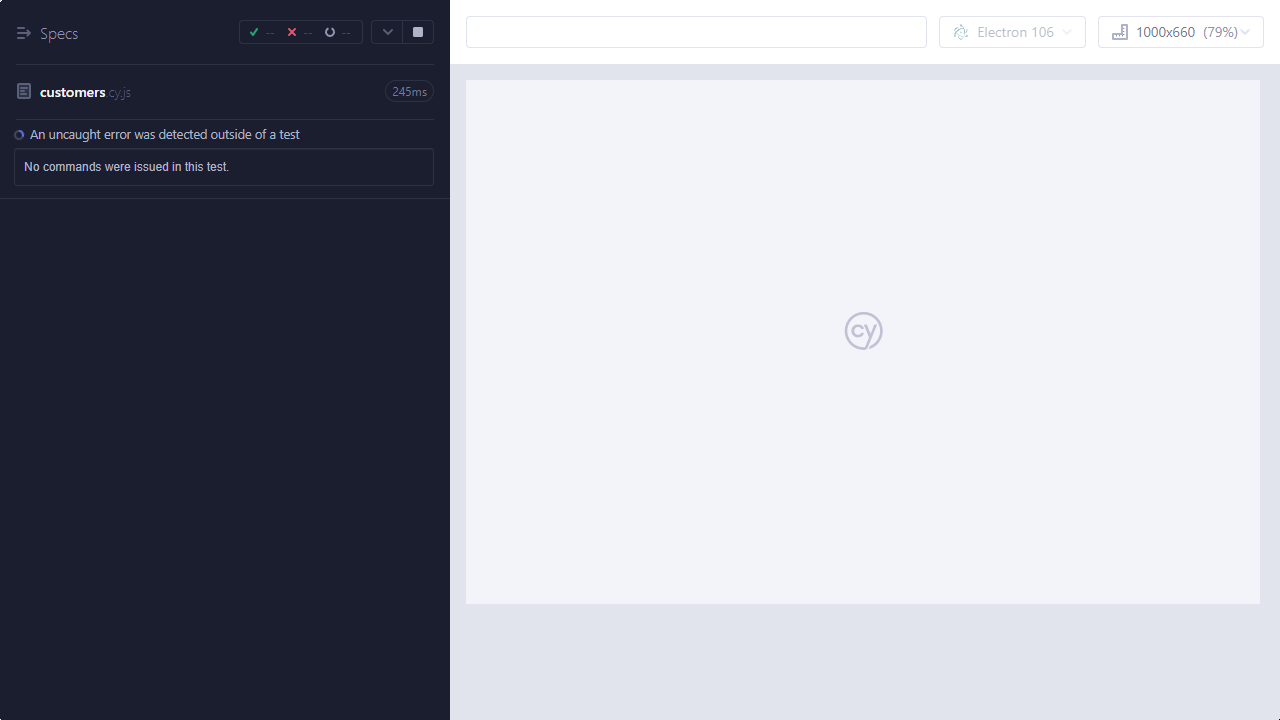 Specs
--
--
--
Electron 106
1000x660 (79%)
customers.cy.js
245ms
An uncaught error was detected outside of a test
No commands were issued in this test.
cy